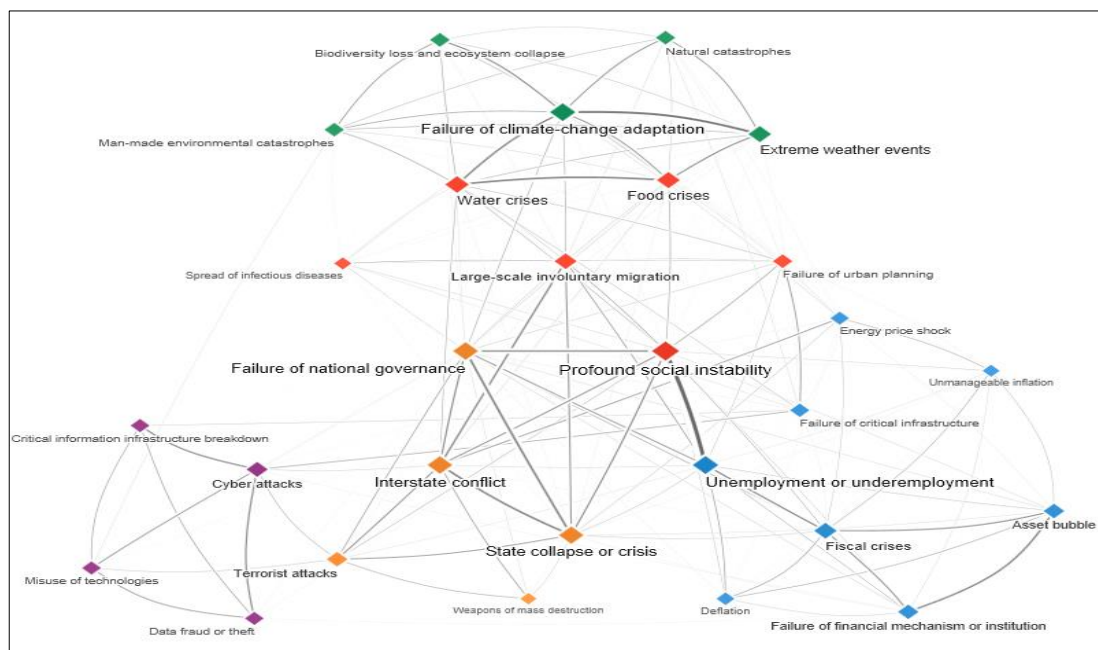 Biodiversity loss and ecosystem collapse
Natural catastrophes
Failure of climate-change adaptation
Man-made environmental catastrophes
Extreme weather events
Water crises
Food crises
Spread of infectious diseases
Large-scale involuntary migration
Failure of urban planning
Energy price shock
Failure of national governance
Profound social instability
Unmanageable inflation
Failure of critical infrastructure
Critical information infrastructure breakdown
Cyber attacks
Interstate conflict
Unemployment or underemployment
Asset bubble
State collapse or crisis
Fiscal crises
Misuse of technologies
Terrorist attacks
Weapons of mass destruction
Deflation
Data fraud or theft
Failure of financial mechanism or institution